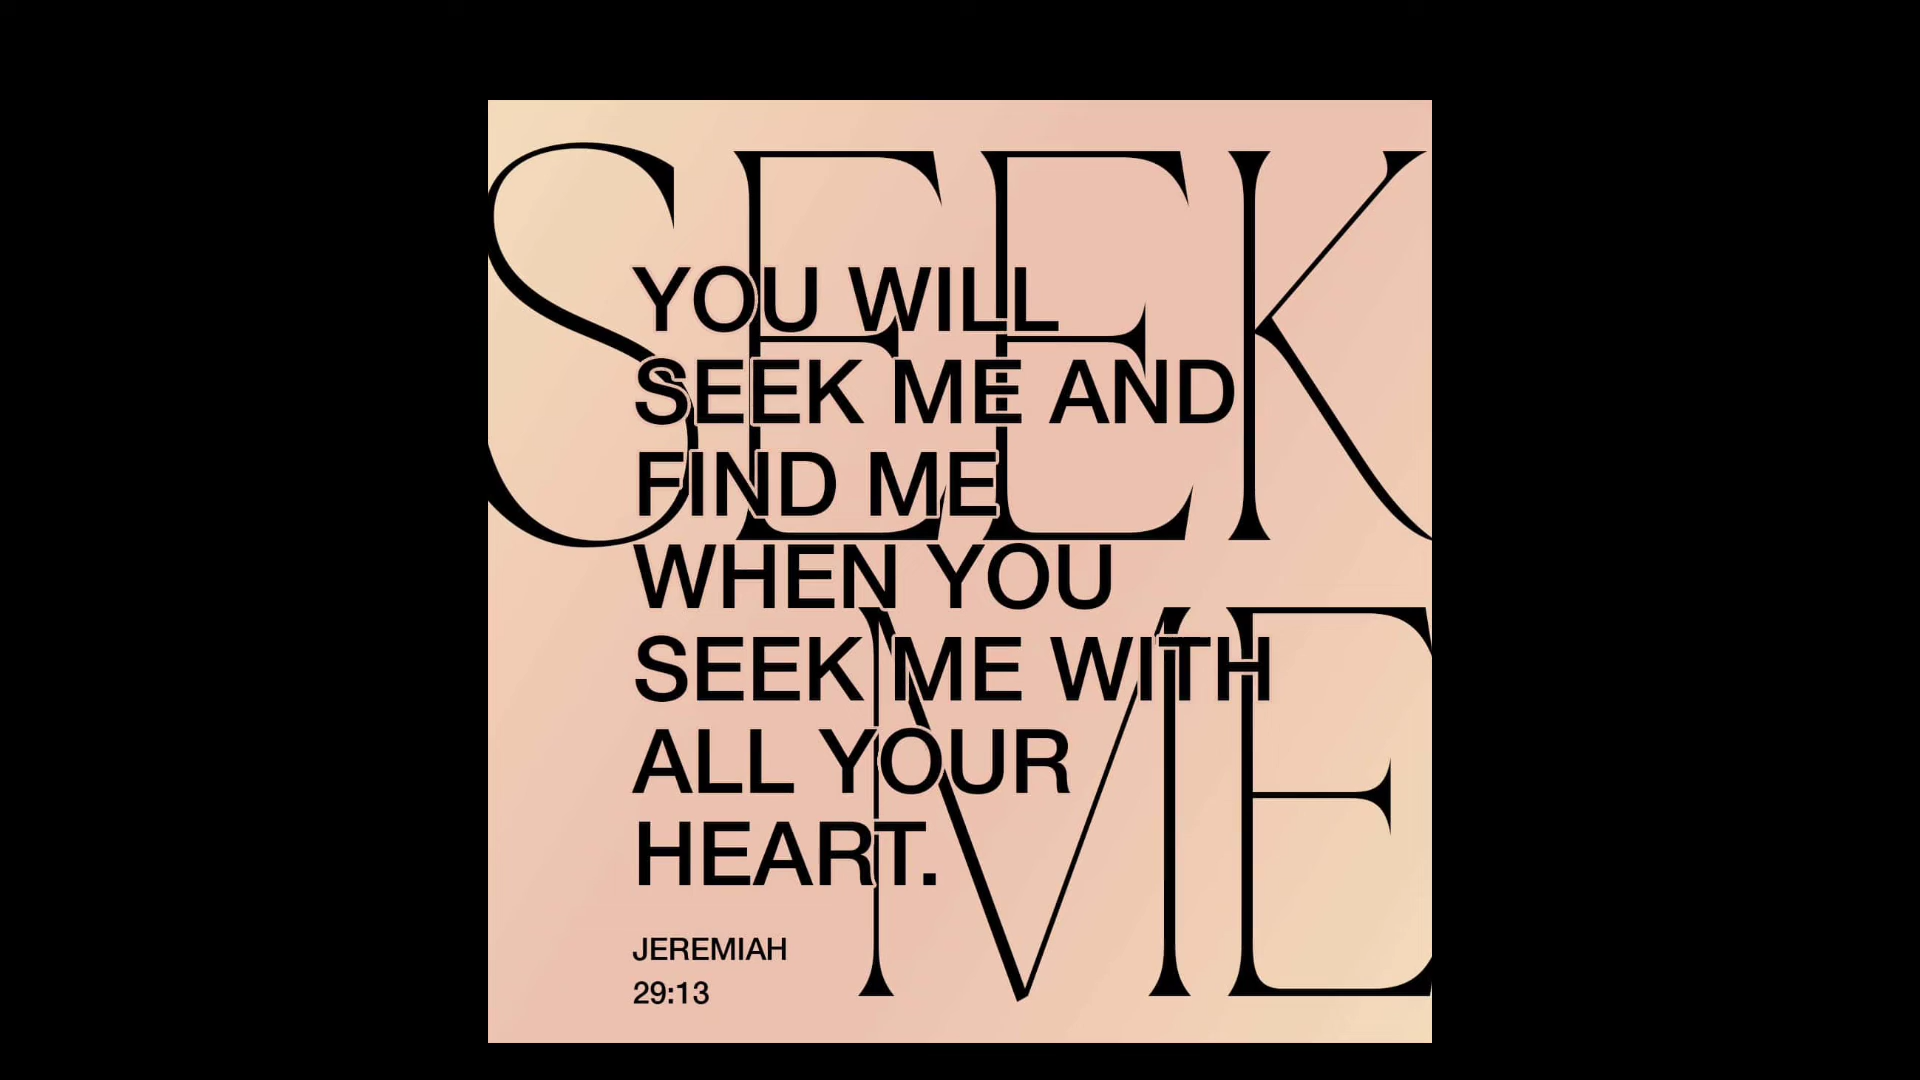 SEEK
ME
YOU WILL
SEEK ME AND
FIND ME
WHEN YOU
SEEK ME WITH
ALL YOUR
HEART.
JEREMIAH
29:13